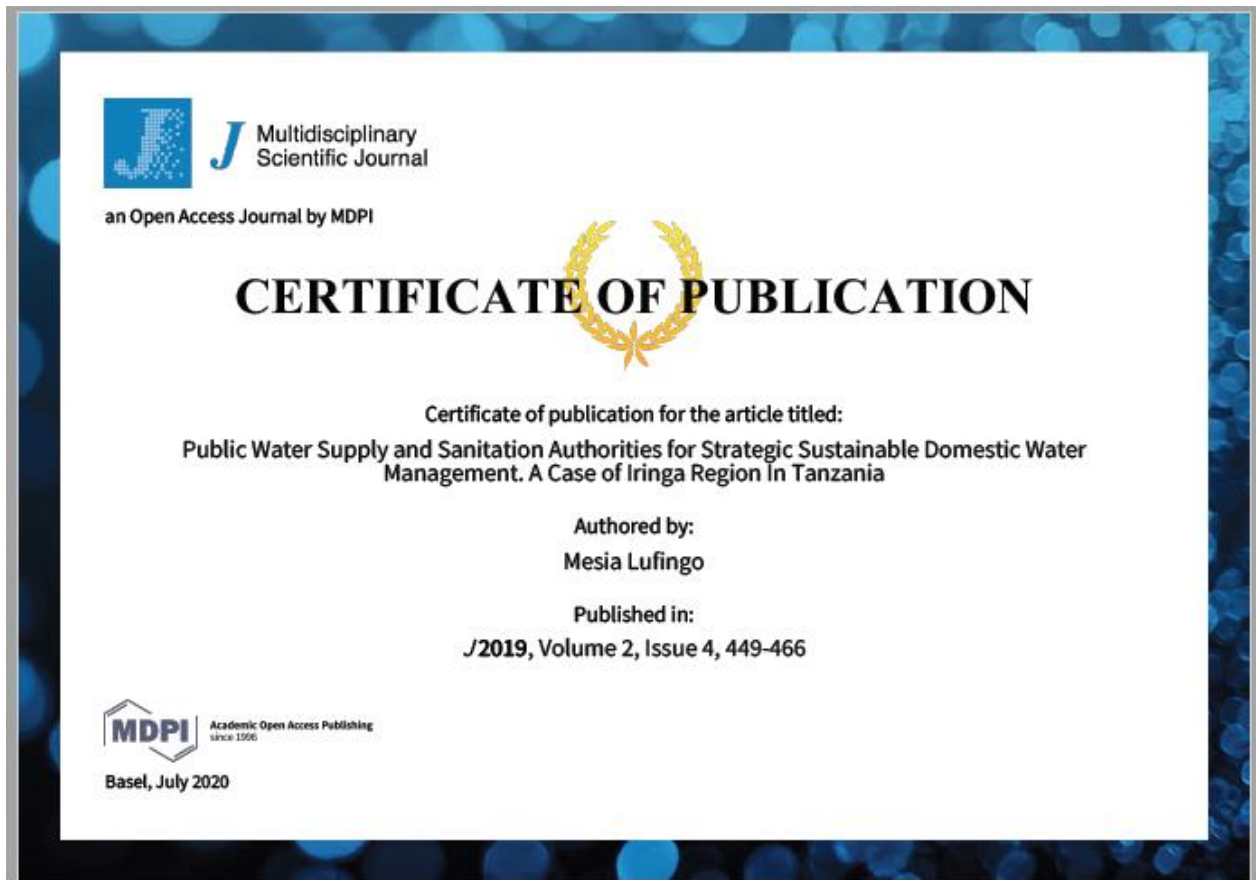 J Multidisciplinary
Scientific Journal
an Open Access Journal by MDPI
CERTIFICATE OF PUBLICATION
Certificate of publication for the article titled:
Public Water Supply and Sanitation Authorities for Strategic Sustainable Domestic Water
Management. A Case of Iringa Region In Tanzania
Authored by:
Mesia Lufingo
Published in:
J 2019, Volume 2, Issue 4, 449-466
MDPI
Academic Open Access Publishing
since 1996
Basel, July 2020